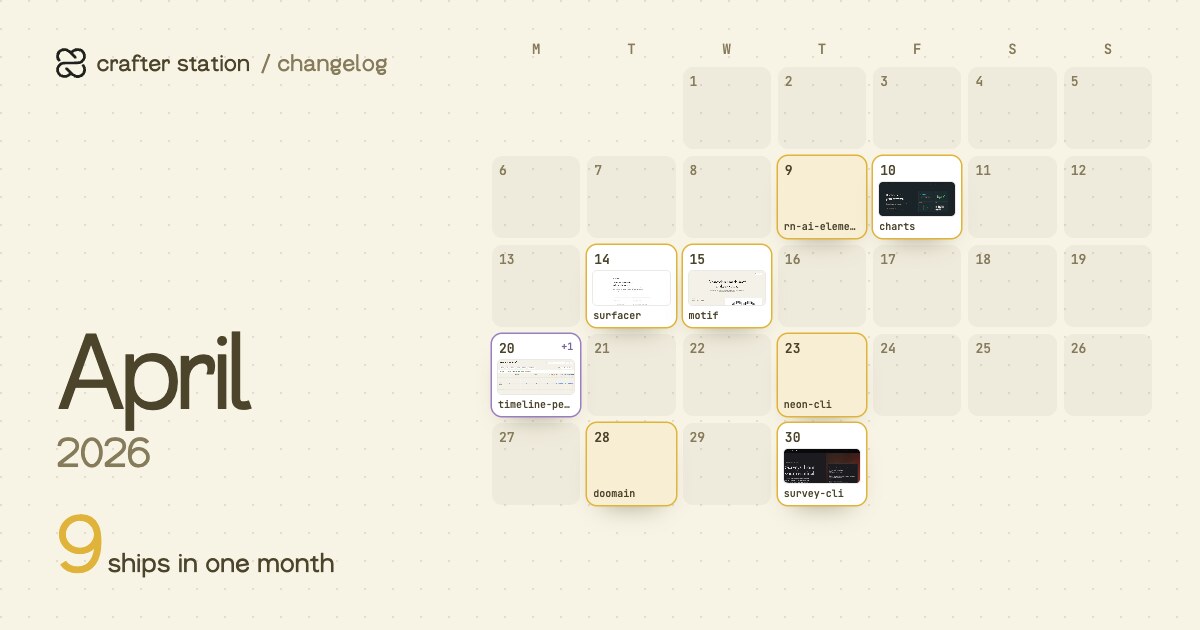 crafter station / changelog
April
2026
9 ships in one month
M T W T F S S
1 2 3 4 5
6 7 8 9 10 11 12
rn-ai-eleme… charts
13 14 15 16 17 18 19
surfacer motif
20 +1 21 22 23 24 25 26
timeline-pe… neon-cli
27 28 29 30
doomain survey-cli